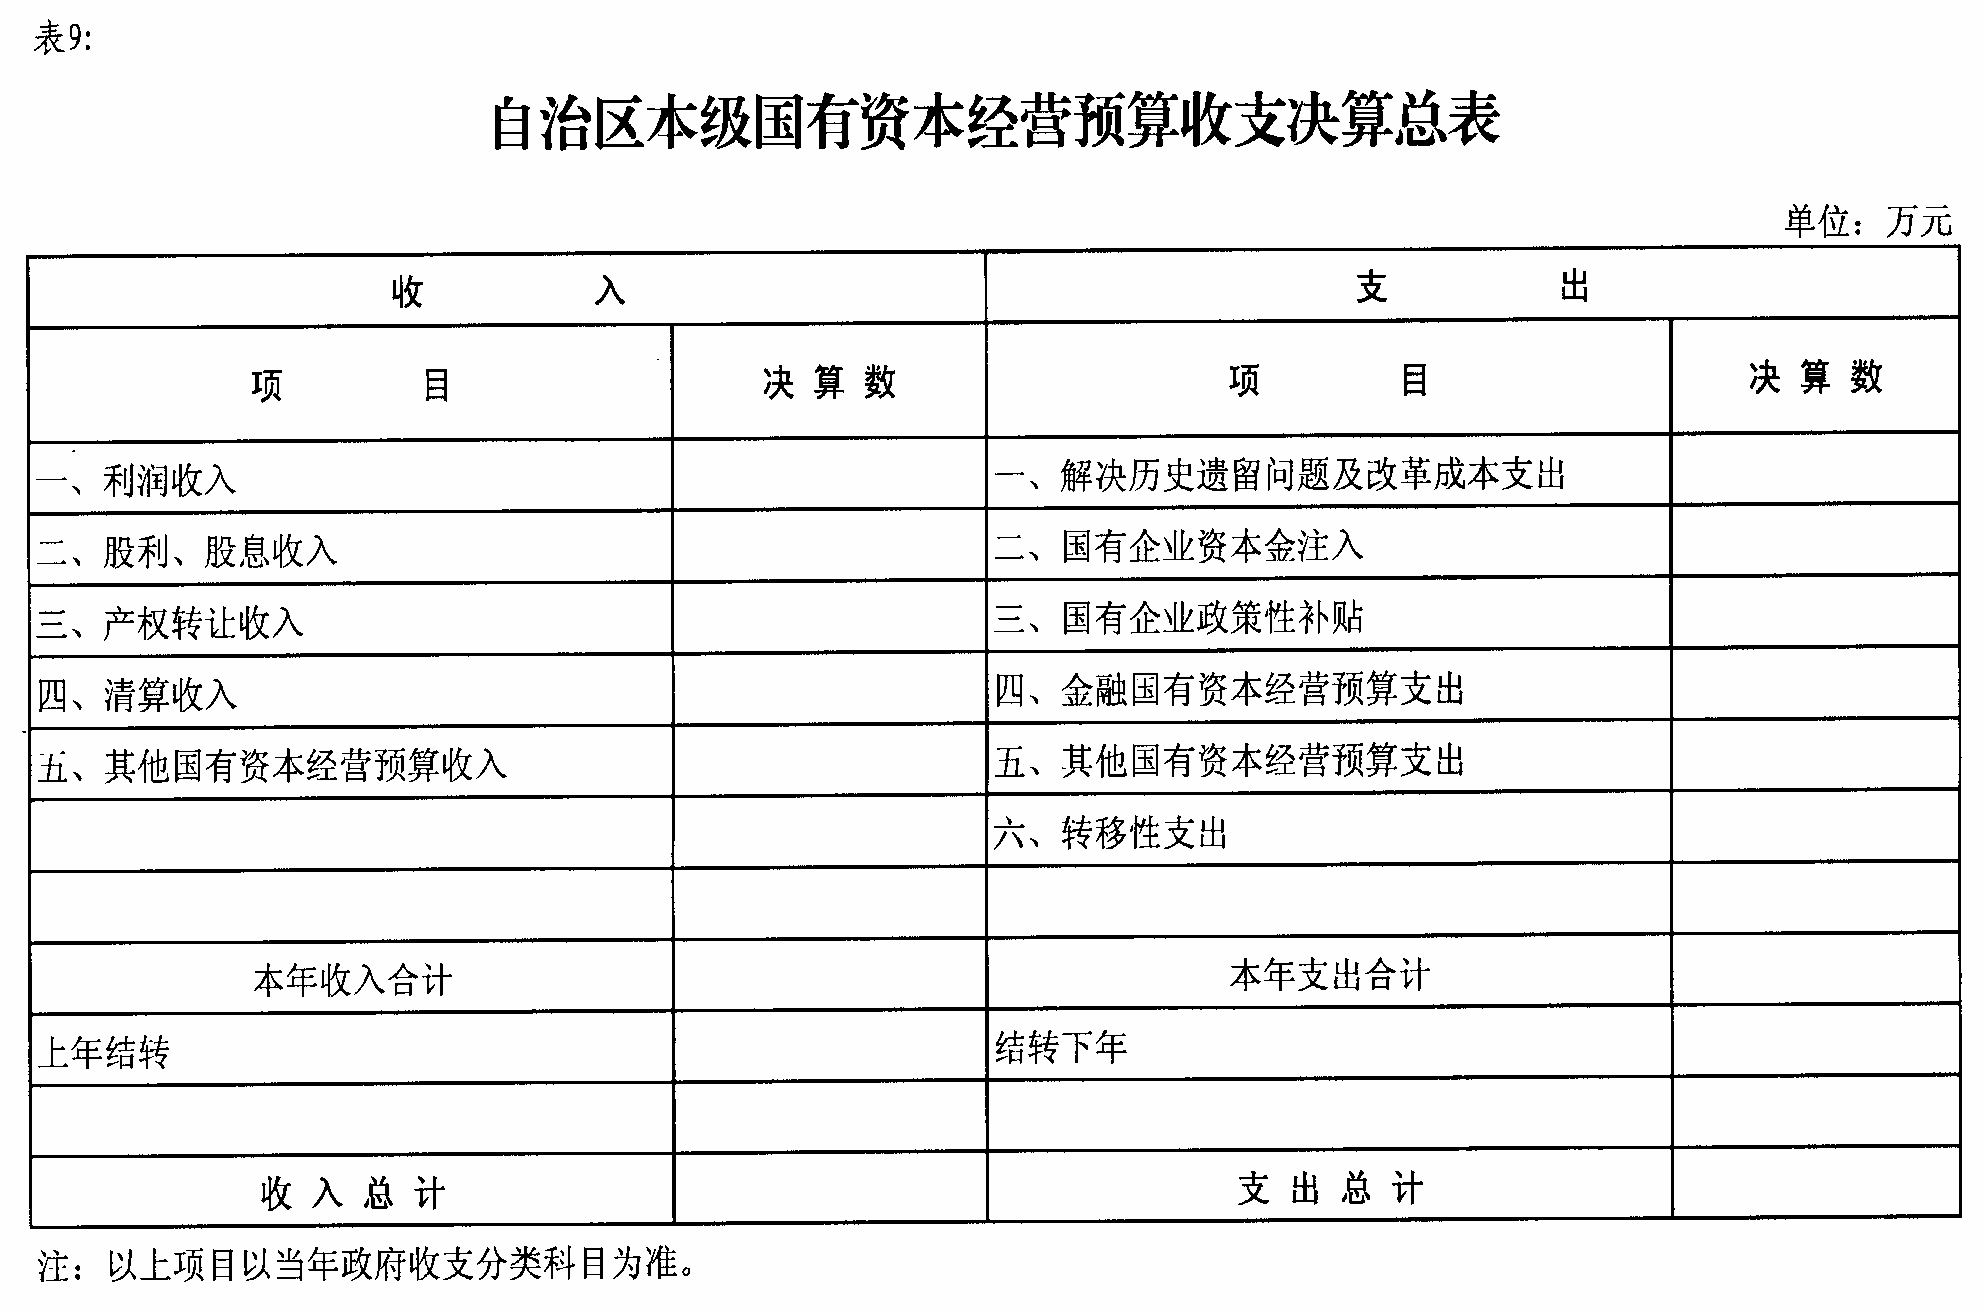 表9:
自治区本级国有资本经营预算收支决算总表
单位：万元
收 入 支 出
项 目 决 算 数 项 目 决 算 数
一、利润收入 一、解决历史遗留问题及改革成本支出
二、股利、股息收入 二、国有企业资本金注入
三、产权转让收入 三、国有企业政策性补贴
四、清算收入 四、金融国有资本经营预算支出
五、其他国有资本经营预算收入 五、其他国有资本经营预算支出
六、转移性支出
本年收入合计 本年支出合计
上年结转 结转下年
收 入 总 计 支 出 总 计
注：以上项目以当年政府收支分类科目为准。